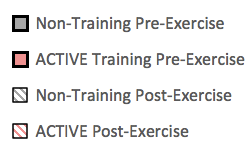 Non-Training Pre-Exercise
ACTIVE Training Pre-Exercise
Non-Training Post-Exercise
ACTIVE Post-Exercise